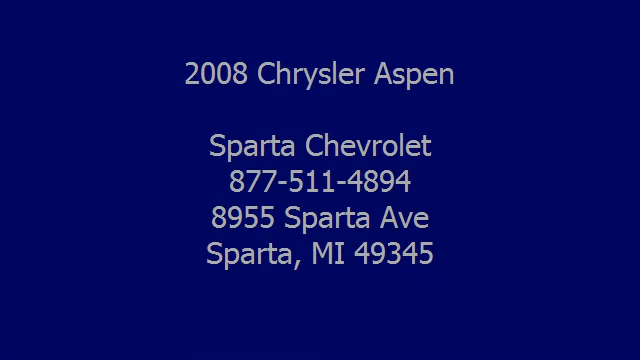 2008 Chrysler Aspen
Sparta Chevrolet
877-511-4894
8955 Sparta Ave
Sparta, MI 49345